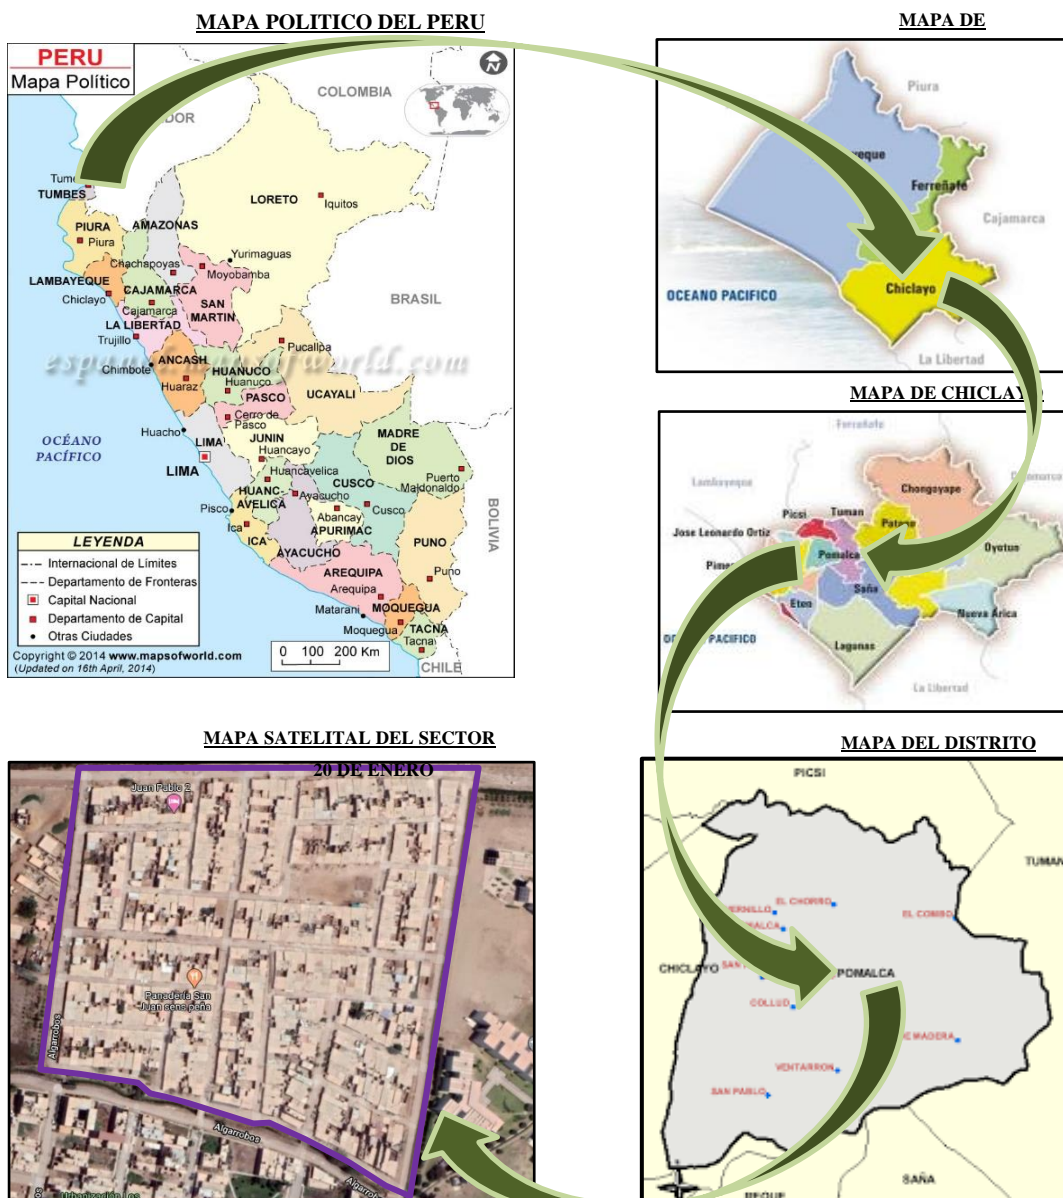 MAPA POLITICO DEL PERU
PERU
Mapa Político
COLOMBIA
TUMBES
LORETO
Iquitos
PIURA
Piura
AMAZONAS
Yurimaguas
Chachapoyas
Moyobamba
LAMBAYEQUE
Chiclayo
CAJAMARCA
Cajamarca
SAN
MARTIN
BRASIL
LA LIBERTAD
Trujillo
Pucallpa
ANCASH
Chimbote
Huaraz
HUANUCO
Huanuco
UCAYALI
PASCO
Cerro de
Pasco
Huacho
LIMA
JUNIN
Huancayo
MADRE
DE
DIOS
OCÉANO
PACÍFICO
LIMA
Huancavelica
CUSCO
Puerto
Maldonaldo
HUANC-
AVELICA
Ayacucho
Cusco
Pisco
Abancay
APURIMAC
Ica
ICA
AYACUCHO
PUNO
BOLIVIA
AREQUIPA
Arequipa
Puno
Matarani
MOQUEGUA
Moquegua
TACNA
Tacna
CHILE
LEYENDA
Internacional de Límites
Departamento de Fronteras
Capital Nacional
Departamento de Capital
Otras Ciudades
0 100 200 Km
Copyright © 2014 www.mapsofworld.com
(Updated on 16th April, 2014)
MAPA DE
Piura
Ferreñafe
Cajamarca
OCEANO PACIFICO
Chiclayo
La Libertad
MAPA DE CHICLAYO
Ferreñafe
Lambayeque
Chongoyape
Picsi
Tuman
Jose Leonardo Ortiz
Pomalca
Oyotun
Saña
Eten
Nueva Arica
PACIFICO
Lagunas
La Libertad
MAPA SATELITAL DEL SECTOR
20 DE ENERO
Juan Pablo 2
Panadería San
Juan sena peña
Algarrobos
Algarrobos
Urbanización Los
MAPA DEL DISTRITO
PICSI
TUMAN
EL CHORRO
EL COMBO
CHICLAYO
POMALCA
COLLUD
VENTARRON
SAN PABLO
SAÑA
REQUE